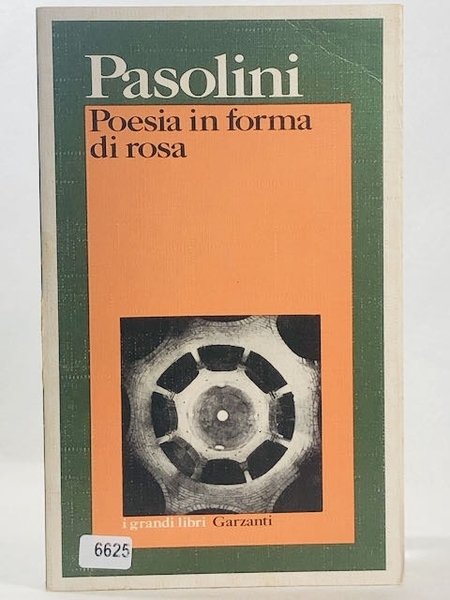 Pasolini
Poesia in forma
di rosa
i grandi libri Garzanti
6625